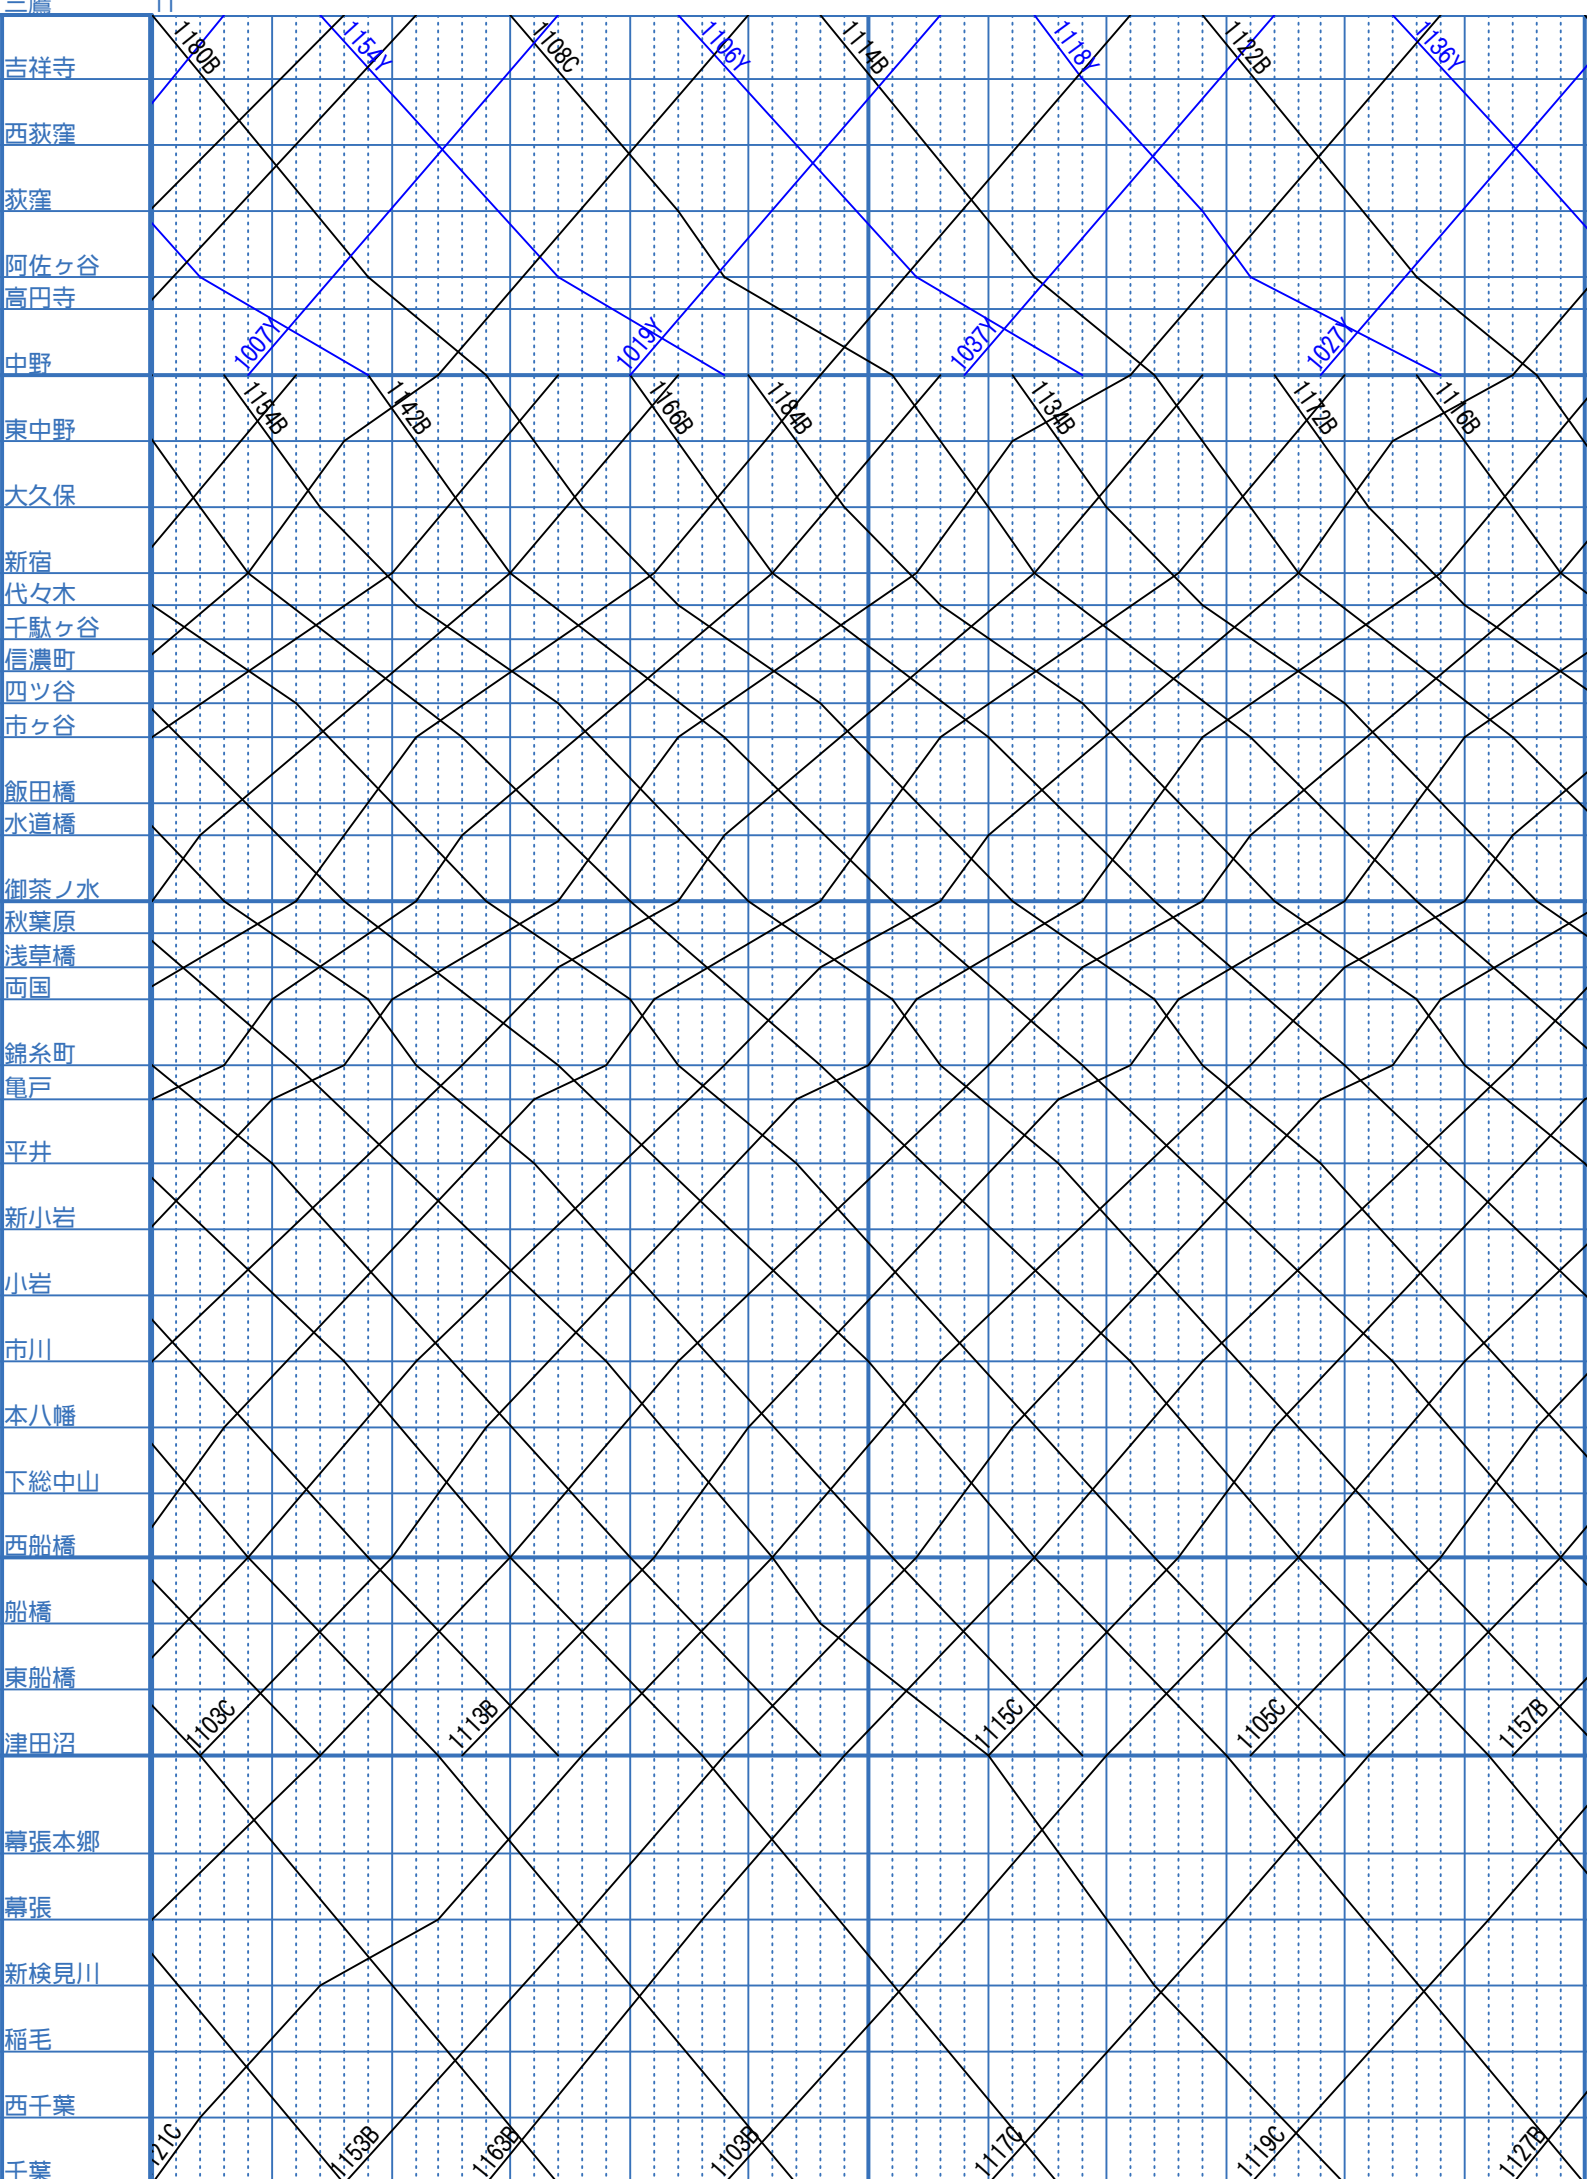 三鷹
11
1180B
1154Y
1108C
1106Y
1114B
1118Y
1122B
1136Y
吉祥寺
西荻窪
荻窪
阿佐ヶ谷
高円寺
1007Y
1019Y
1037Y
1027Y
中野
1154B
1142B
1166B
1184B
1134B
1172B
1116B
東中野
大久保
新宿
代々木
千駄ヶ谷
信濃町
四ツ谷
市ヶ谷
飯田橋
水道橋
御茶ノ水
秋葉原
浅草橋
両国
錦糸町
亀戸
平井
新小岩
小岩
市川
本八幡
下総中山
西船橋
船橋
東船橋
1103C
1113B
1115C
1105C
1157B
津田沼
幕張本郷
幕張
新検見川
稲毛
西千葉
121C
1153B
1163B
1103B
1117C
1119C
1127B
千葉